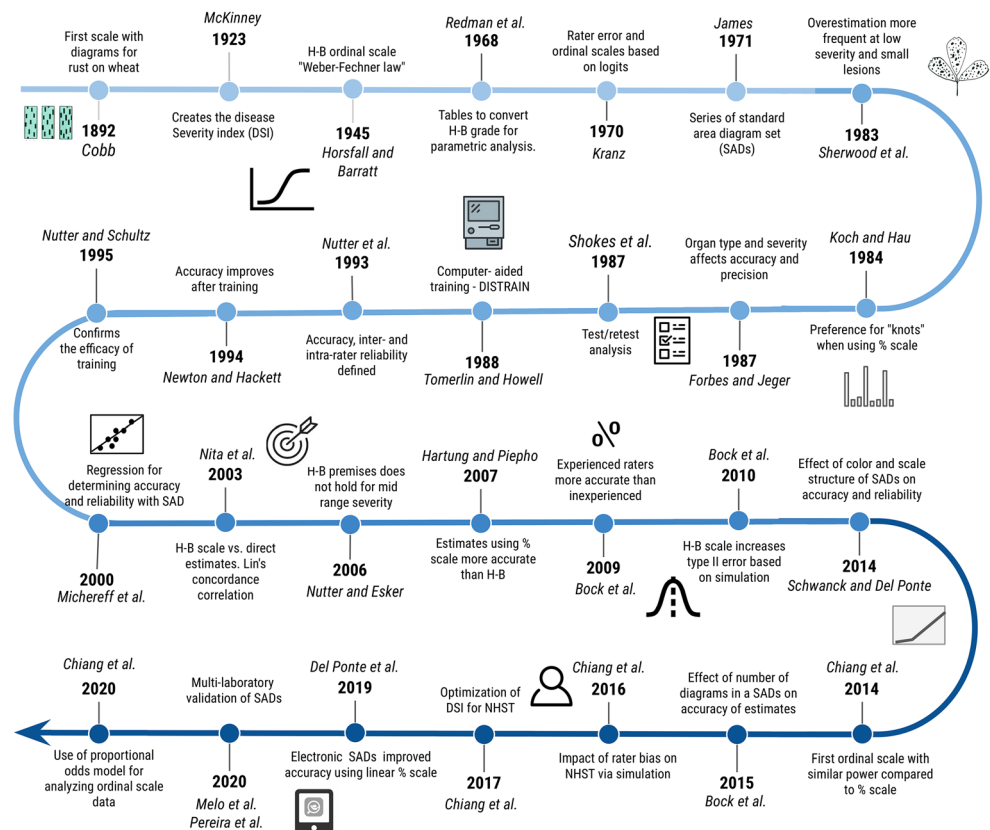 First scale with
diagrams for
rust on wheat
1892
Cobb
McKinney
1923
Creates the disease
Severity index (DSI)
H-B ordinal scale
"Weber-Fechner law"
1945
Horsfall and
Barratt
Redman et al.
1968
Tables to convert
H-B grade for
parametric analysis.
Rater error and
ordinal scales based
on logits
1970
Kranz
James
1971
Series of standard
area diagram set
(SADs)
Overestimation more
frequent at low
severity and small
lesions
1983
Sherwood et al.
Koch and Hau
1984
Preference for "knots"
when using % scale
Organ type and severity
affects accuracy and
precision
1987
Forbes and Jeger
Shokes et al.
1987
Test/retest
analysis
Computer- aided
training - DISTRAIN
1988
Tomerlin and Howell
Nutter et al.
1993
Accuracy, inter- and
intra-rater reliability
defined
Accuracy improves
after training
1994
Newton and Hackett
Nutter and Schultz
1995
Confirms
the efficacy of
training
Regression for
determining accuracy
and reliability with SAD
2000
Michereff et al.
Nita et al.
2003
H-B scale vs. direct
estimates. Lin's
concordance
correlation
H-B premises does
not hold for mid
range severity
2006
Nutter and Esker
Hartung and Piepho
2007
Estimates using %
scale more accurate
than H-B
%
Experienced raters
more accurate than
inexperienced
2009
Bock et al.
Bock et al.
2010
H-B scale increases
type II error based
on simulation
Effect of color and scale
structure of SADs on
accuracy and reliability
2014
Schwanck and Del Ponte
Chiang et al.
2014
First ordinal scale with
similar power compared
to % scale
Effect of number of
diagrams in a SADs on
accuracy of estimates
2015
Bock et al.
Chiang et al.
2016
Impact of rater bias on
NHST via simulation
Optimization of
DSI for NHST
2017
Chiang et al.
Del Ponte et al.
2019
Electronic SADs improved
accuracy using linear % scale
Multi-laboratory
validation of SADs
2020
Melo et al.
Pereira et al.
Chiang et al.
2020
Use of proportional
odds model for
analyzing ordinal scale
data